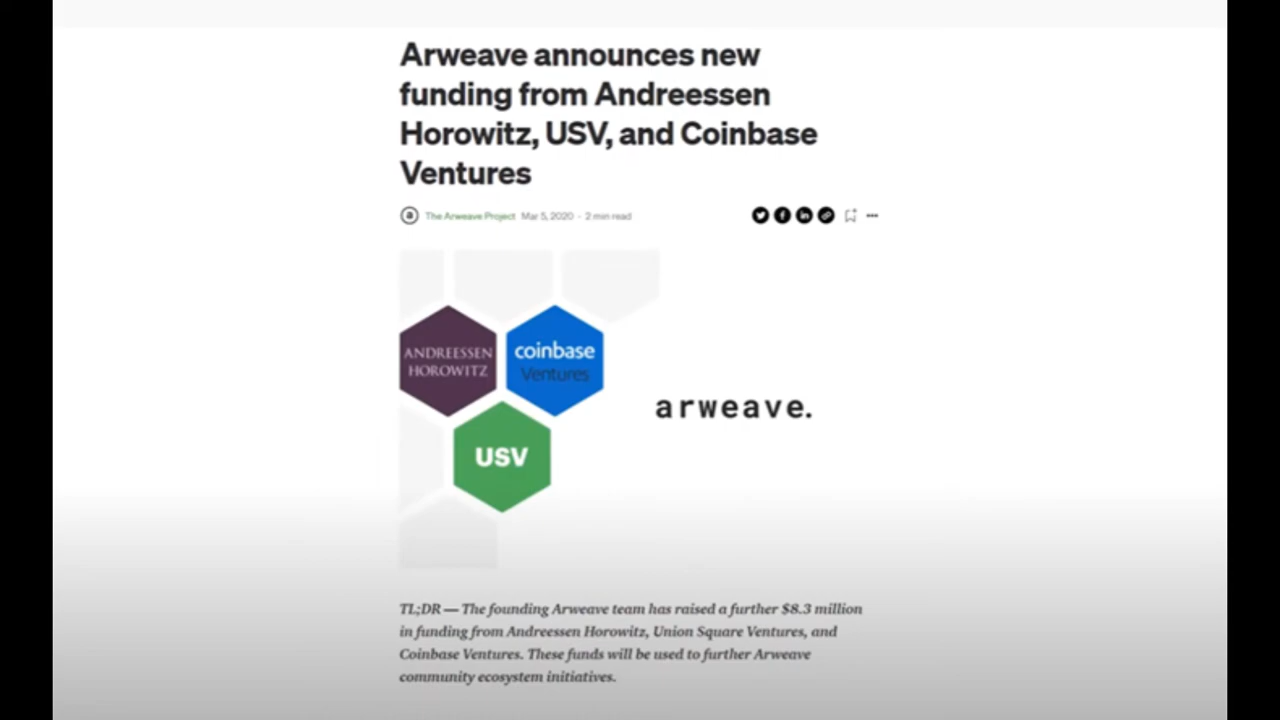 Arweave announces new
funding from Andreessen
Horowitz, USV, and Coinbase
Ventures
a The Arweave Project Mar 5, 2020 · 2 min read
ANDREESSEN
HOROWITZ
coinbase
Ventures
arweave.
USV
TL;DR — The founding Arweave team has raised a further $8.3 million
in funding from Andreessen Horowitz, Union Square Ventures, and
Coinbase Ventures. These funds will be used to further Arweave
community ecosystem initiatives.